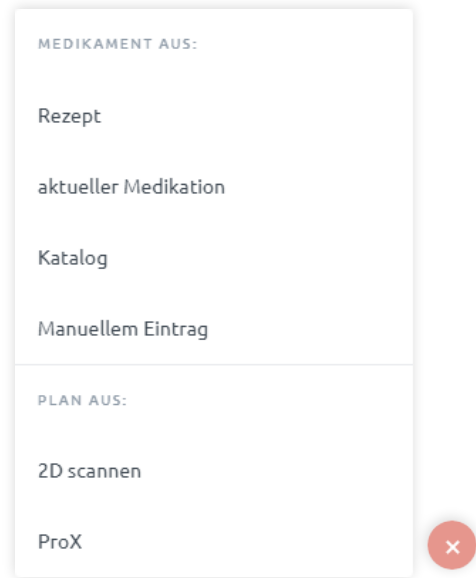 MEDIKAMENT AUS:
Rezept
aktueller Medikation
Katalog
Manuellem Eintrag
PLAN AUS:
2D scannen
ProX